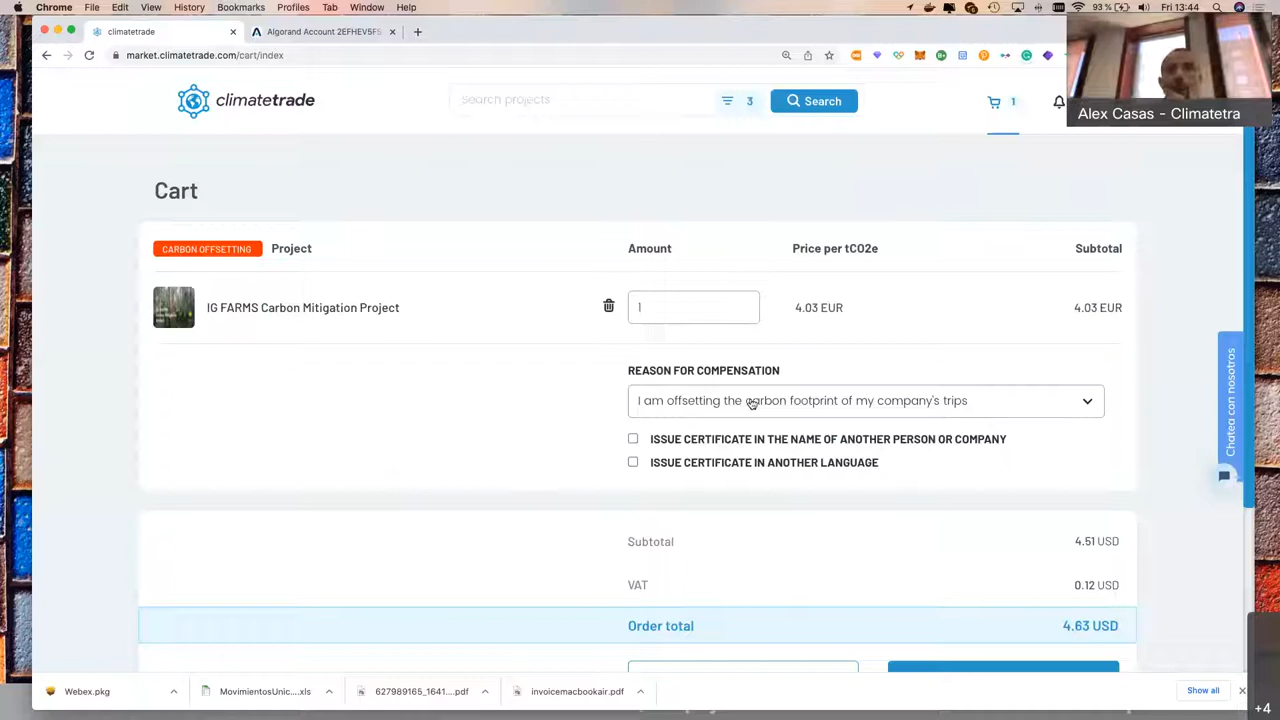 Chrome File Edit View History Bookmarks Profiles Tab Window Help 93 % Fri 13:44
climatetrade Algorand Account 2EFHEV5F5
market.climatetrade.com/cart/index
climatetrade Search projects 3 Search 1
Alex Casas - Climatetra
Cart
CARBON OFFSETTING Project Amount Price per tCO2e Subtotal
IG FARMS Carbon Mitigation Project 1 4.03 EUR 4.03 EUR
REASON FOR COMPENSATION
I am offsetting the carbon footprint of my company's trips
ISSUE CERTIFICATE IN THE NAME OF ANOTHER PERSON OR COMPANY
ISSUE CERTIFICATE IN ANOTHER LANGUAGE
Chatea con nosotros
Subtotal 4.51 USD
VAT 0.12 USD
Order total 4.63 USD
Webex.pkg MovimientosUnic....xls 627989165_1641....pdf invoicemacbookair.pdf Show all
+4